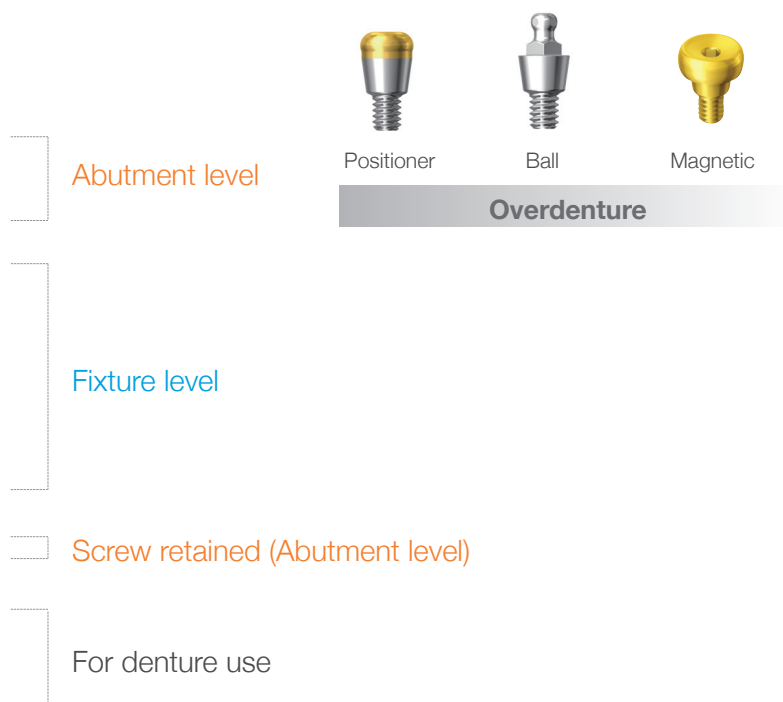 Positioner
Ball
Magnetic
Abutment level
Overdenture
Fixture level
Screw retained (Abutment level)
For denture use